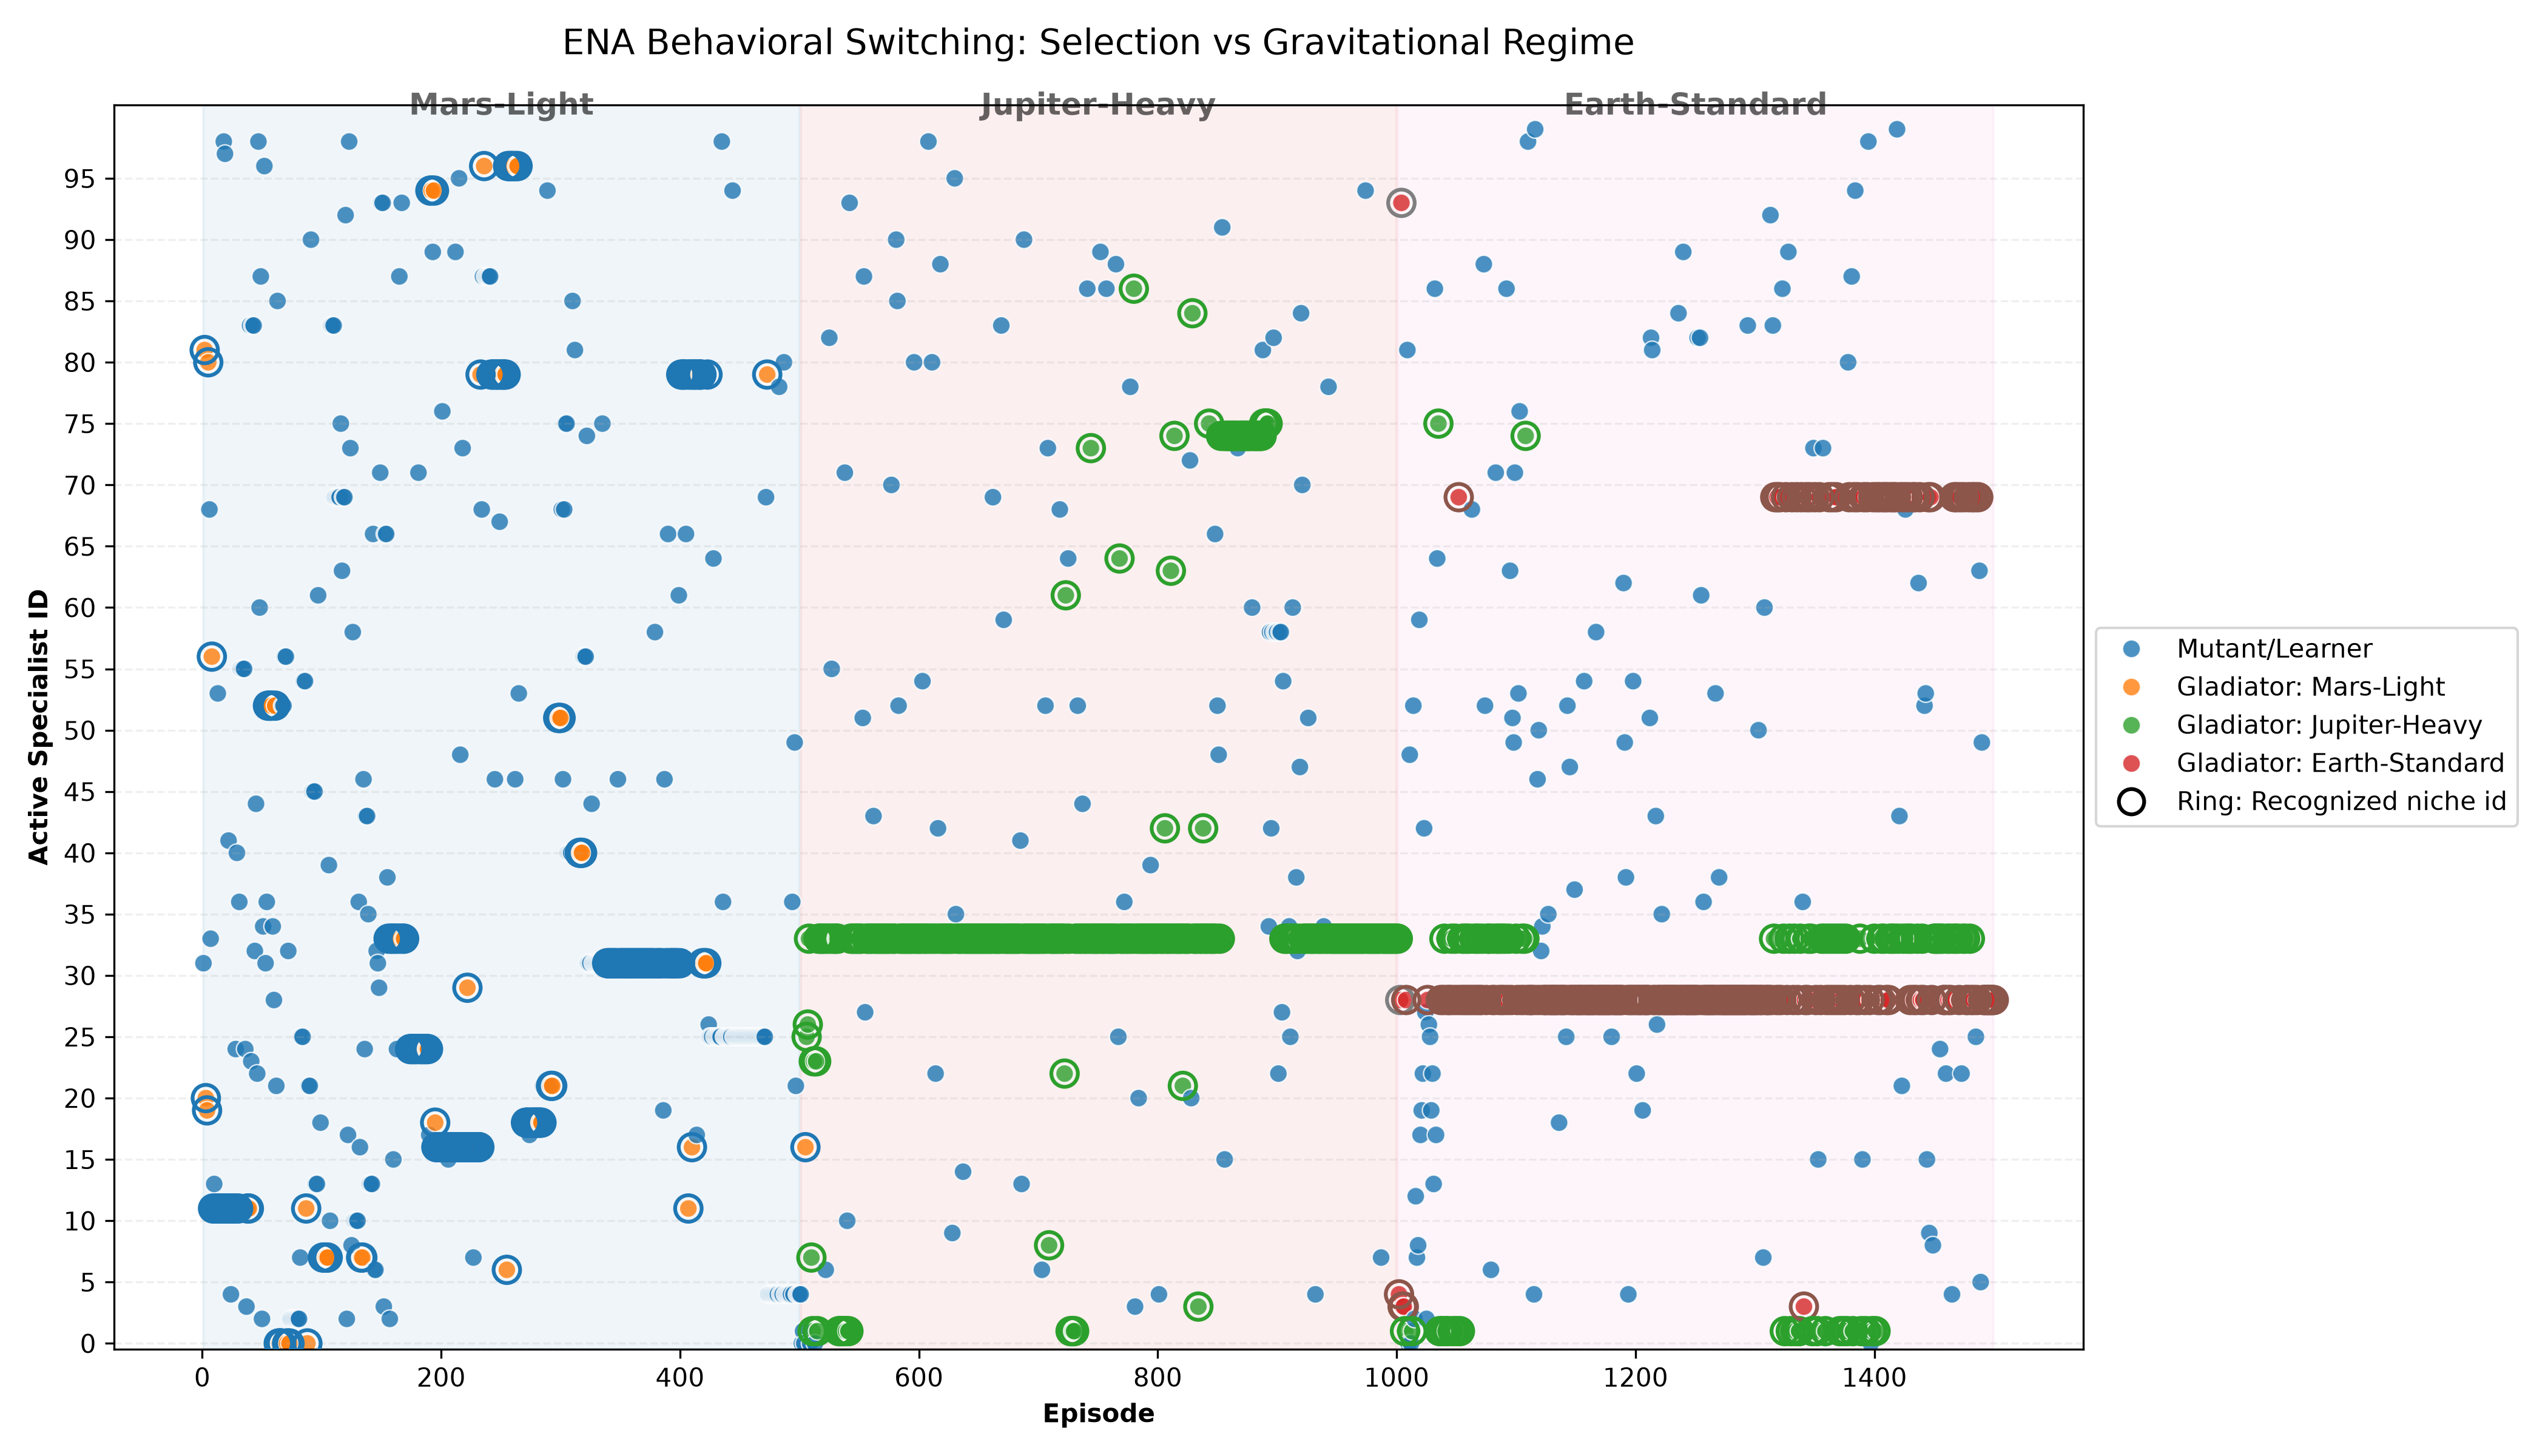 ENA Behavioral Switching: Selection vs Gravitational Regime
Mars-Light
Jupiter-Heavy
Earth-Standard
Active Specialist ID
95
90
85
80
75
70
65
60
55
50
45
40
35
30
25
20
15
10
5
0
0
200
400
600
800
1000
1200
1400
Episode
Mutant/Learner
Gladiator: Mars-Light
Gladiator: Jupiter-Heavy
Gladiator: Earth-Standard
Ring: Recognized niche id